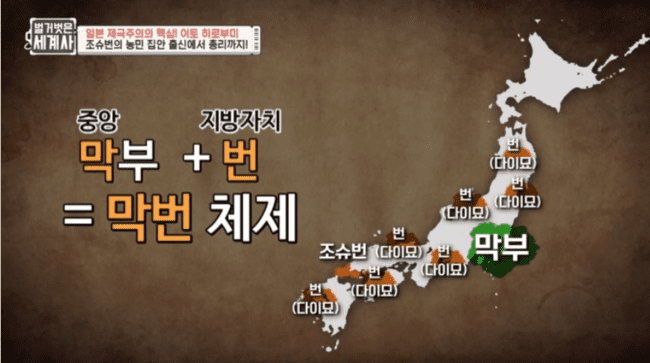 벌거벗은
세계사
일본 제국주의의 핵심! 이토 히로부미
조슈번의 농민 집안 출신에서 총리까지!
중앙 지방자치
막부 + 번
= 막번 체제
번
(다이묘)
번
(다이묘)
번
(다이묘)
번
(다이묘)
조슈번
막부
번
(다이묘)
번
(다이묘)
번
(다이묘)